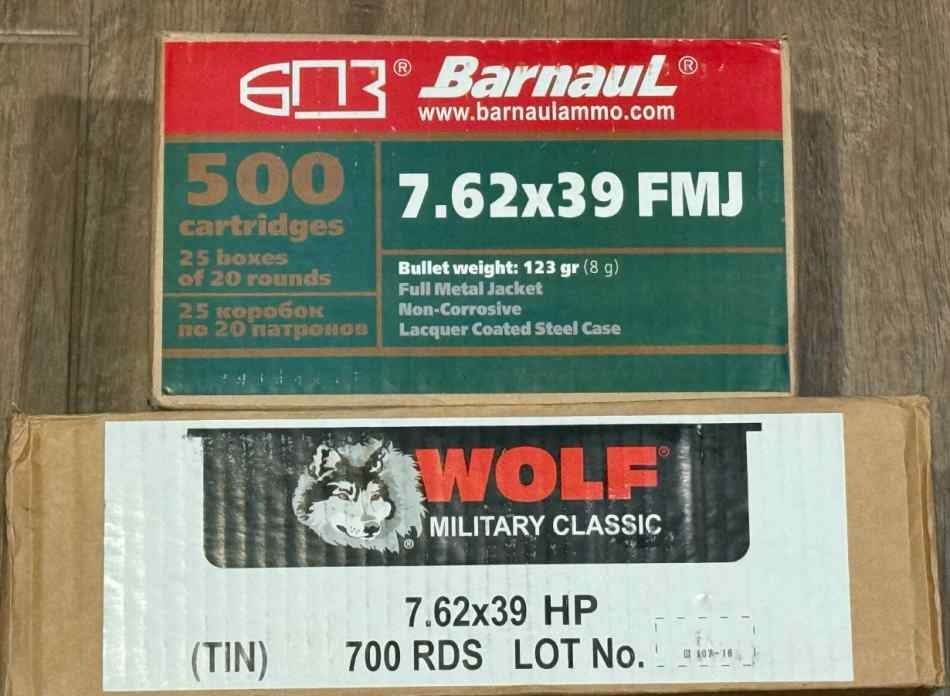 БПЗ® Barnaul®
www.barnaulammo.com
500
cartridges
25 boxes
of 20 rounds
25 коробок
по 20 патронов
7.62x39 FMJ
Bullet weight: 123 gr (8 g)
Full Metal Jacket
Non-Corrosive
Lacquer Coated Steel Case
WOLF®
MILITARY CLASSIC
®
7.62x39 HP
(TIN) 700 RDS LOT No.